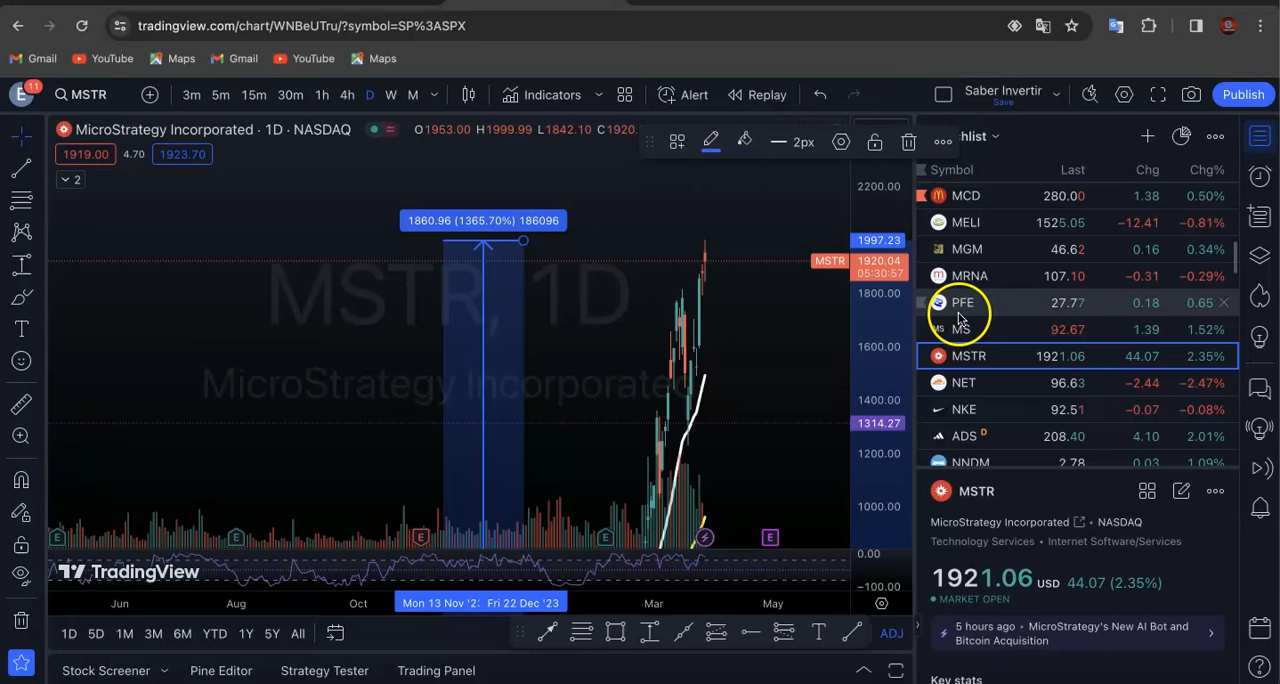 tradingview.com/chart/WNBeUTru/?symbol=SP%3ASPX
Gmail YouTube Maps Gmail YouTube Maps
E 11 MSTR 3m 5m 15m 30m 1h 4h D W M Indicators Alert Replay Saber Invertir Save Publish
MicroStrategy Incorporated · 1D · NASDAQ O1953.00 H1999.99 L1842.10 C1920.
2px
1919.00 4.70 1923.70
2
MSTR, 1D
MicroStrategy Incorporated
1860.96 (1365.70%) 186096
2200.00
1997.23
MSTR 1920.04
05:30:57
1800.00
1600.00
1400.00
1314.27
1200.00
1000.00
0.00
−100.00
E E E E E
TradingView
Jun Aug Oct Mon 13 Nov '2 Fri 22 Dec '23 Mar May
1D 5D 1M 3M 6M YTD 1Y 5Y All ADJ
Stock Screener Pine Editor Strategy Tester Trading Panel
hlist
Symbol Last Chg Chg%
MCD 280.00 1.38 0.50%
MELI 1525.05 −12.41 −0.81%
MGM 46.62 0.16 0.34%
MRNA 107.10 −0.31 −0.29%
PFE 27.77 0.18 0.65
MS MS 92.67 1.39 1.52%
MSTR 1921.06 44.07 2.35%
NET 96.63 −2.44 −2.47%
NKE 92.51 −0.07 −0.08%
ADS D 208.40 4.10 2.01%
NNDM 2.78 0.03 1.09%
MSTR
MicroStrategy Incorporated • NASDAQ
Technology Services • Internet Software/Services
1921.06 USD 44.07 (2.35%)
MARKET OPEN
5 hours ago • MicroStrategy's New AI Bot and
Bitcoin Acquisition
Key stats